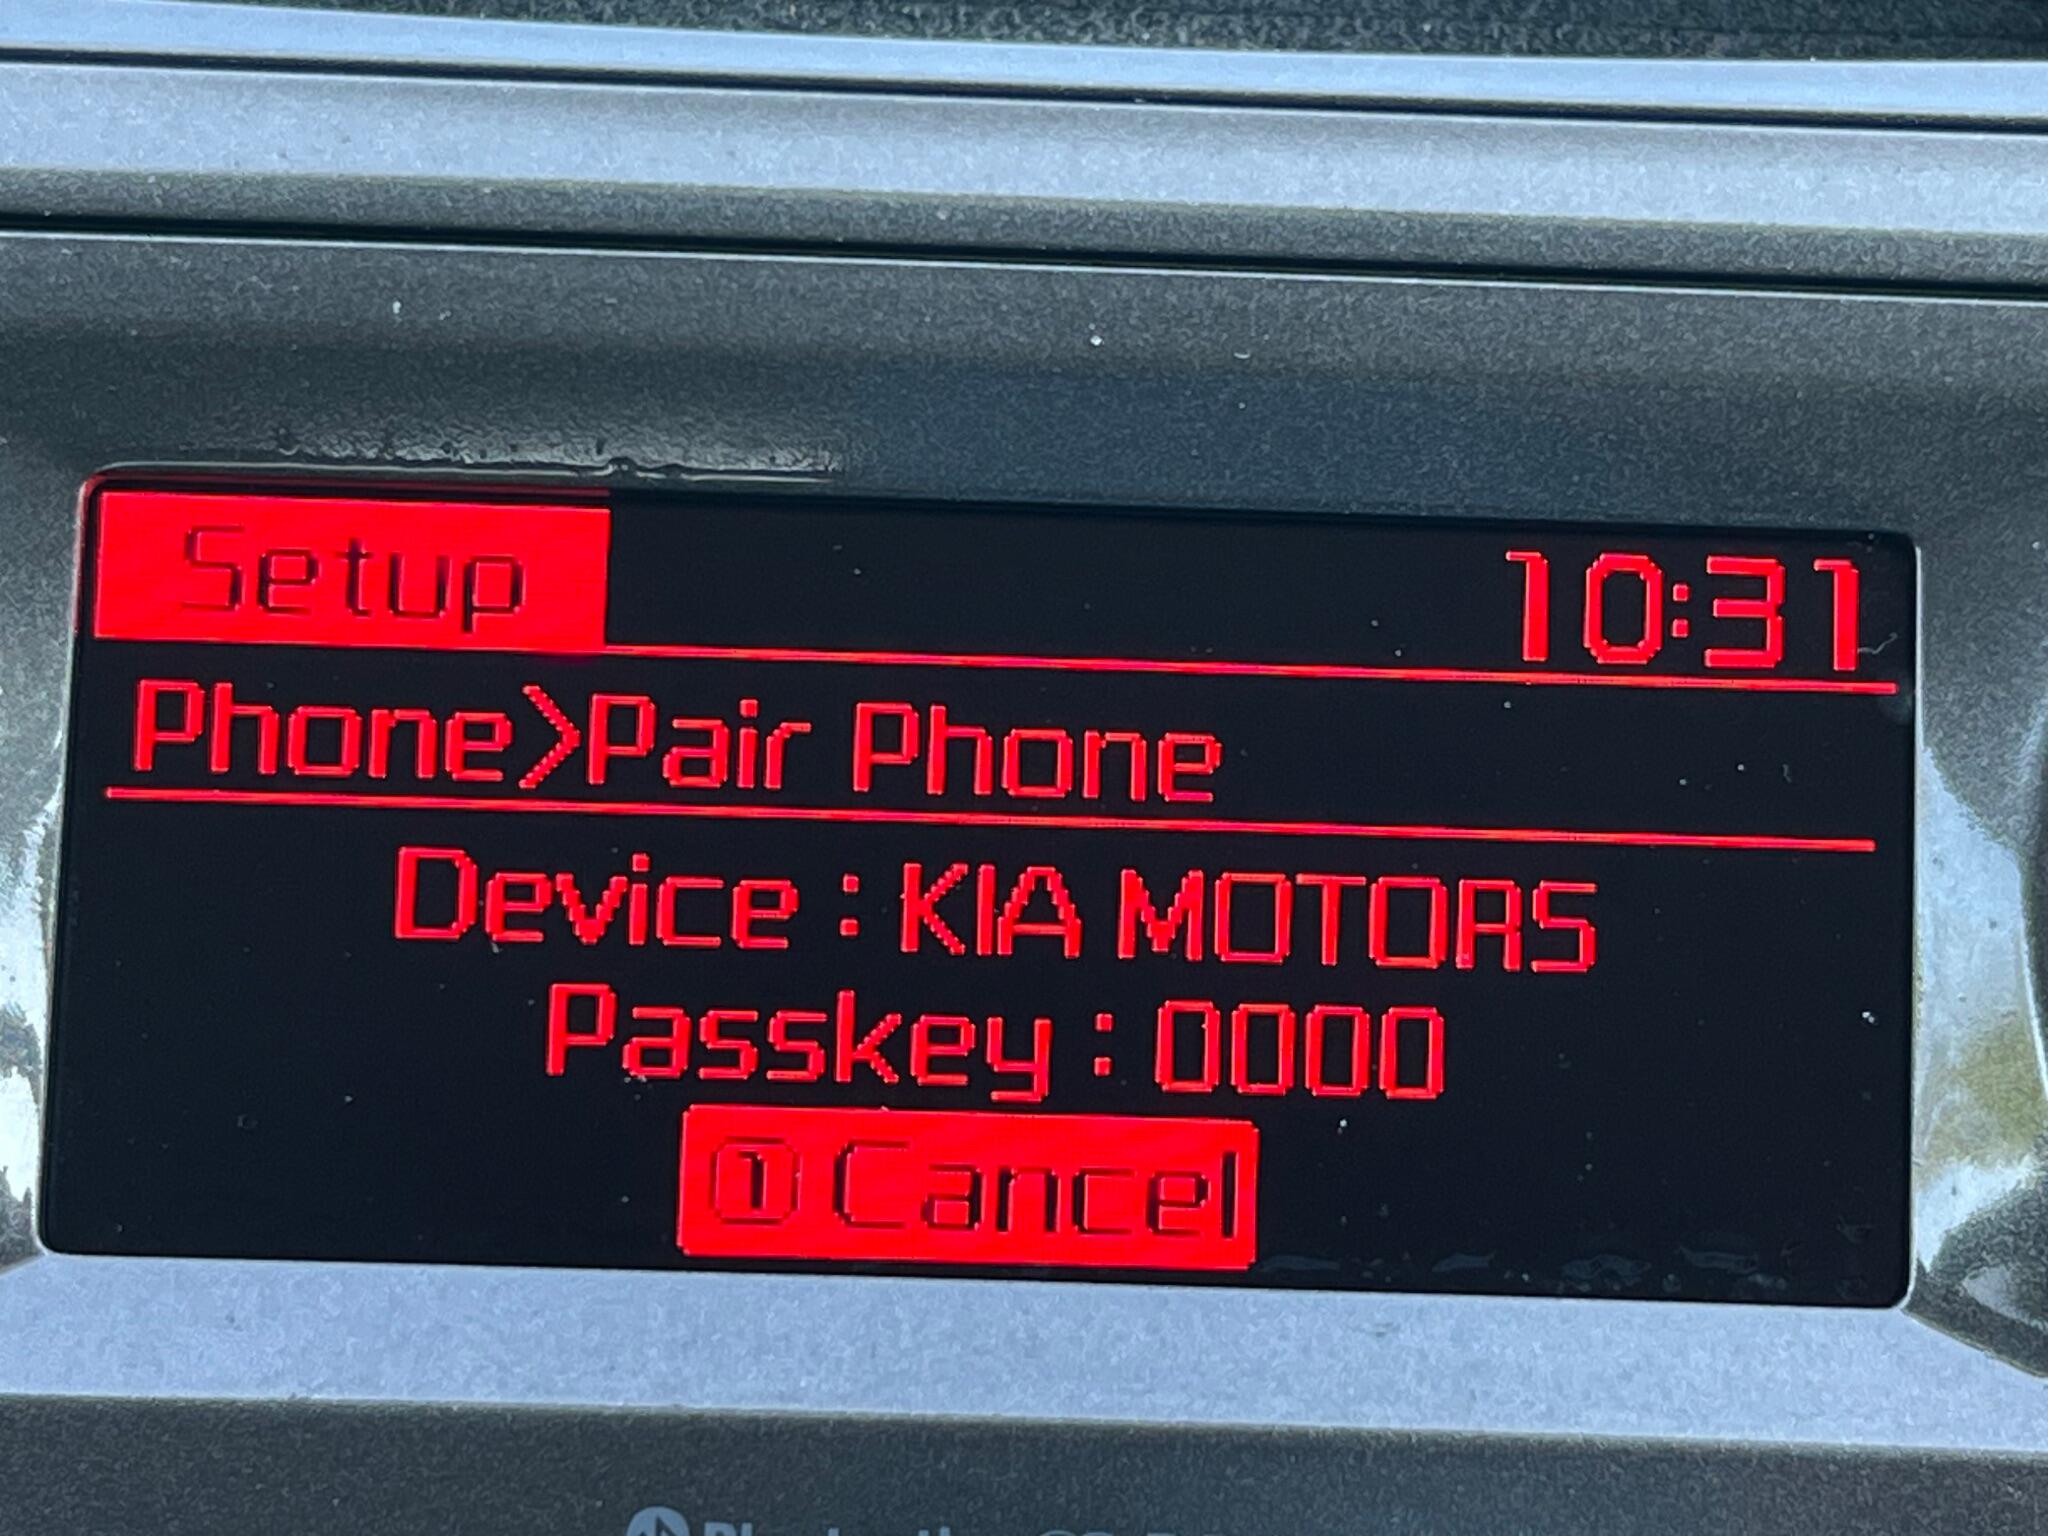 Setup 10:31
Phone>Pair Phone
Device : KIA MOTORS
Passkey : 0000
1 Cancel